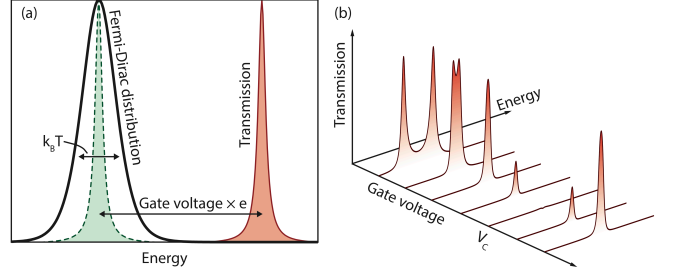 (a)
Fermi-Dirac distribution
Transmission
k_BT
Gate voltage × e
Energy
(b)
Transmission
Energy
Gate voltage
V_C